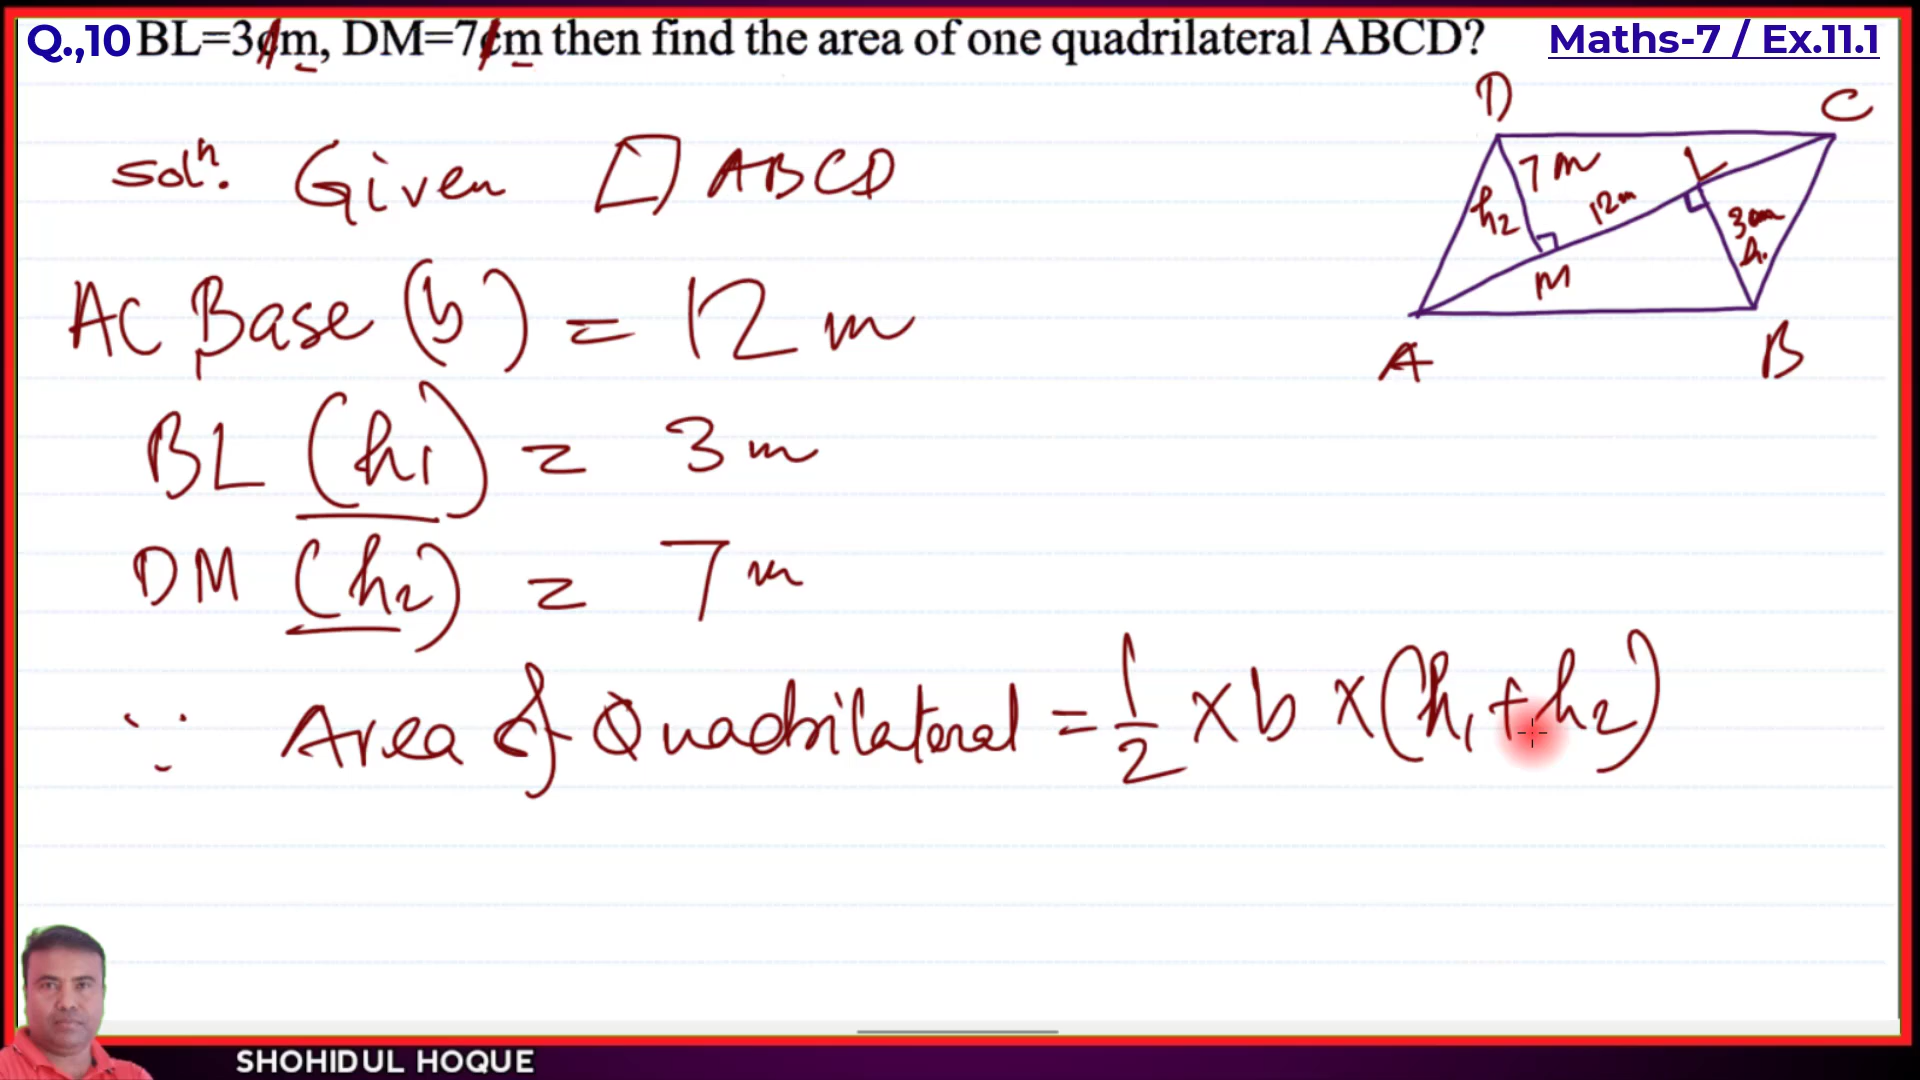 Q.,10 BL=3cm, DM=7cm then find the area of one quadrilateral ABCD? Maths-7 / Ex.11.1
D C
7 m L
h2 12m 3m
M
A B
Solⁿ. Given ▱ ABCD
AC Base (b) = 12 m
BL (h1) = 3 m
DM (h2) = 7 m
∵ Area of Quadrilateral = 1/2 × b × (h1 + h2)
SHOHIDUL HOQUE